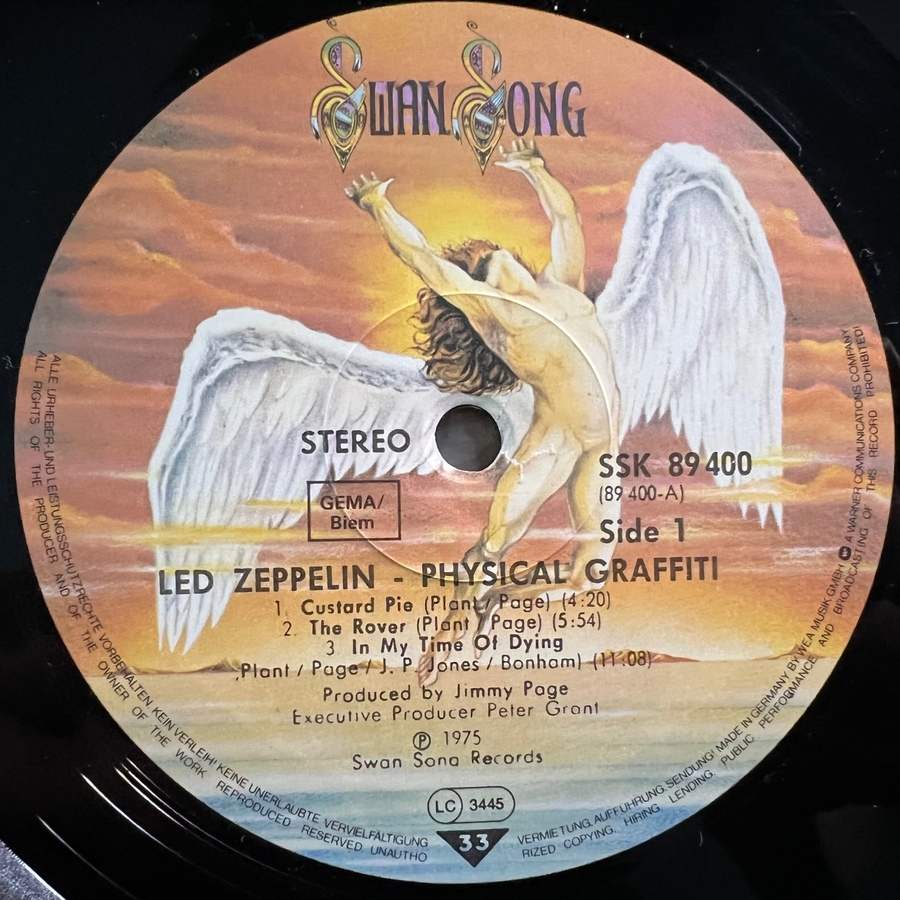 SWAN SONG
STEREO
GEMA/
Biem
SSK 89 400
(89 400-A)
Side 1
LED ZEPPELIN - PHYSICAL GRAFFITI
1. Custard Pie (Plant / Page) (4:20)
2. The Rover (Plant / Page) (5:54)
3. In My Time Of Dying
(Plant / Page / J. P. Jones / Bonham) (11:08)
Produced by Jimmy Page
Executive Producer Peter Grant
Ⓟ 1975
Swan Song Records
LC 3445
33
ALLE URHEBER- UND LEISTUNGSSCHUTZRECHTE VORBEHALTEN KEIN VERLEIH! KEINE UNERLAUBTE VERVIELFÄLTIGUNG VERMIETUNG, AUFFÜHRUNG, SENDUNG! MADE IN GERMANY BY WEA MUSIK GMBH A WARNER COMMUNICATIONS COMPANY
ALL RIGHTS OF THE PRODUCER AND OF THE OWNER OF THE WORK REPRODUCED RESERVED UNAUTHO RIZED COPYING, HIRING, LENDING PUBLIC PERFORMANCE AND BROADCASTING OF THIS RECORD PROHIBITED!